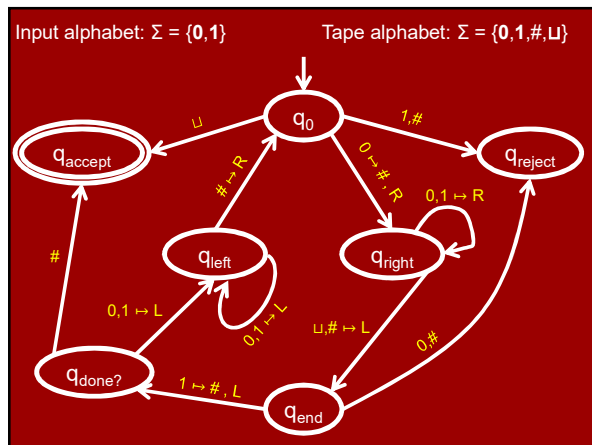 Input alphabet: Σ = {0,1}
Tape alphabet: Σ = {0,1,#,⊔}
q0
⊔
1,#
qaccept
qreject
# ↦ R
0 ↦ #, R
0,1 ↦ R
qleft
qright
#
0,1 ↦ L
0,1 ↦ L
⊔,# ↦ L
0,#
qdone?
1 ↦ #, L
qend